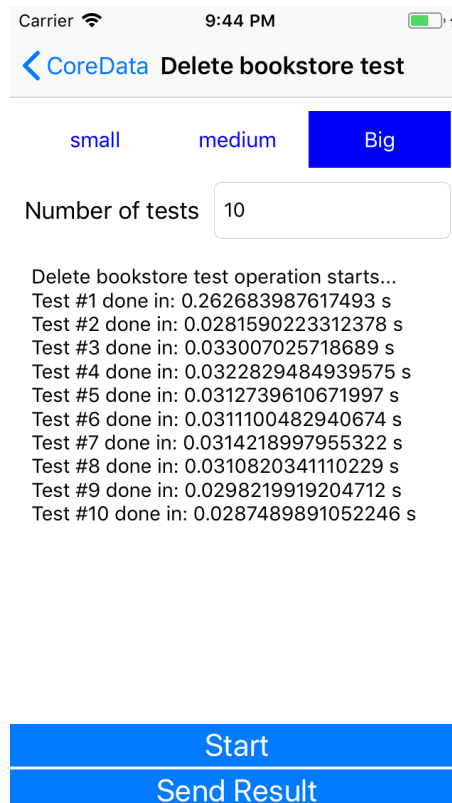 Carrier 9:44 PM
CoreData Delete bookstore test
small medium Big
Number of tests 10
Delete bookstore test operation starts...
Test #1 done in: 0.262683987617493 s
Test #2 done in: 0.0281590223312378 s
Test #3 done in: 0.033007025718689 s
Test #4 done in: 0.0322829484939575 s
Test #5 done in: 0.0312739610671997 s
Test #6 done in: 0.0311100482940674 s
Test #7 done in: 0.0314218997955322 s
Test #8 done in: 0.0310820341110229 s
Test #9 done in: 0.0298219919204712 s
Test #10 done in: 0.0287489891052246 s
Start
Send Result